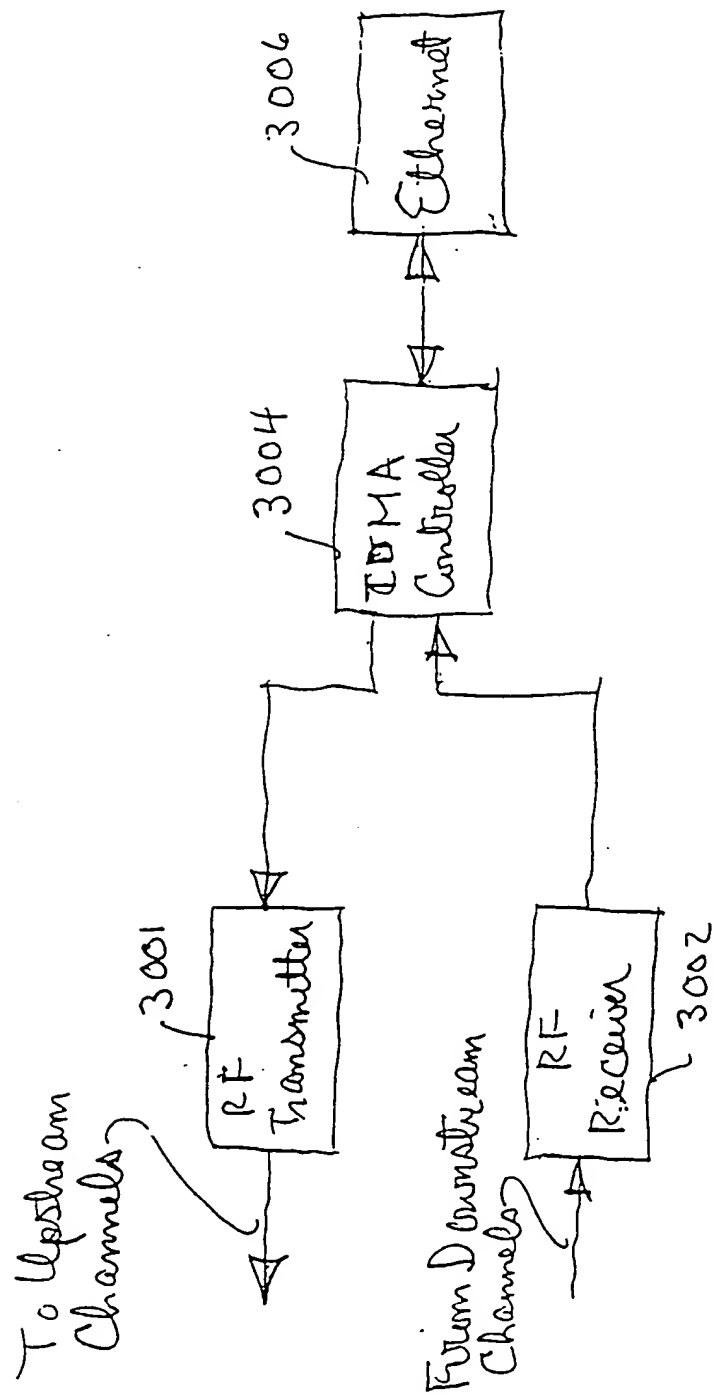 To Upstream
Channels
3001
RF
Transmitter
3004
TDMA
Controller
3006
Ethernet
From Downstream
Channels
RF
Receiver
3002